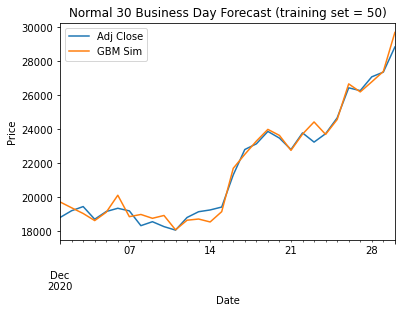 Normal 30 Business Day Forecast (training set = 50)
Adj Close
GBM Sim
30000
28000
26000
24000
22000
20000
18000
Price
07
14
21
28
Dec
2020
Date